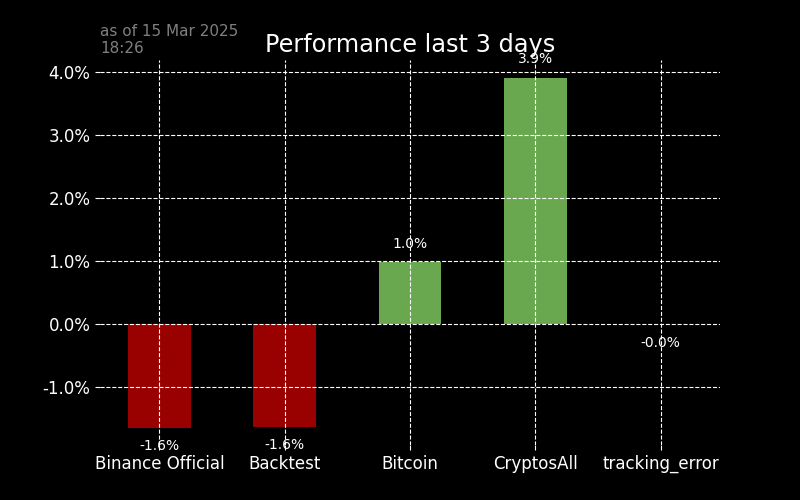 as of 15 Mar 2025
18:26
Performance last 3 days
4.0%
3.0%
2.0%
1.0%
0.0%
-1.0%
-1.6%
-1.6%
1.0%
3.9%
-0.0%
Binance Official
Backtest
Bitcoin
CryptosAll
tracking_error